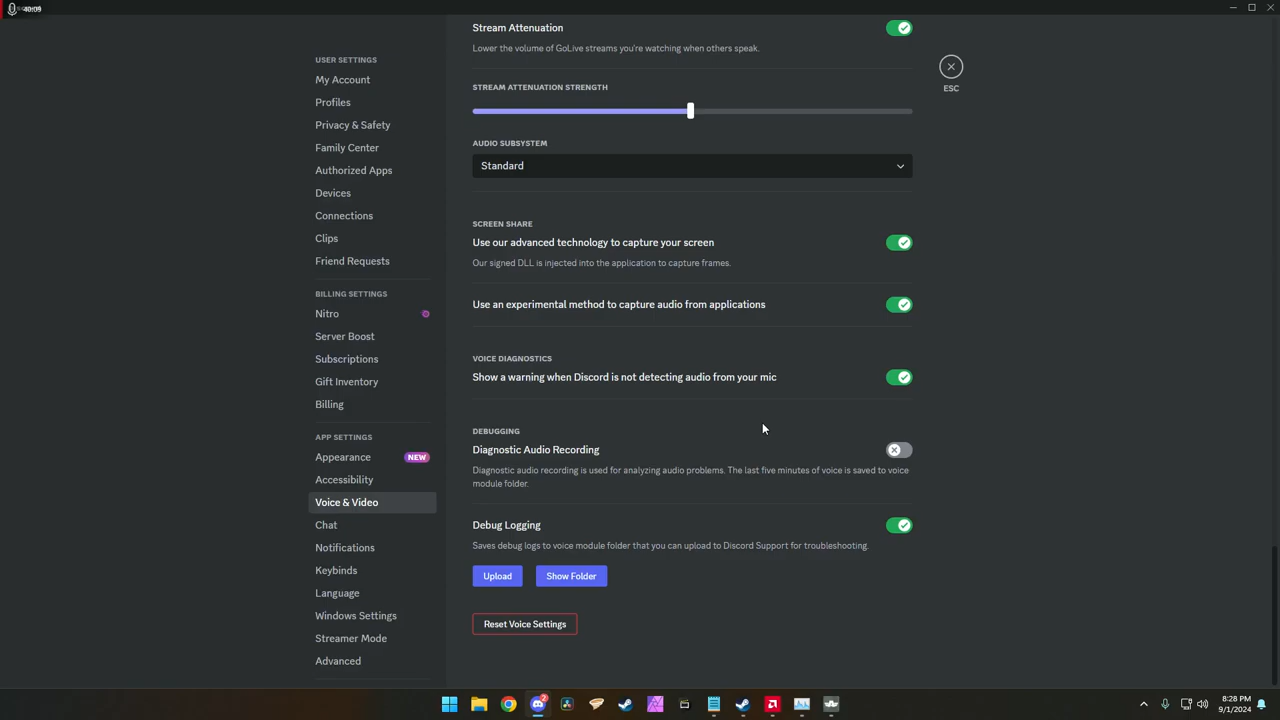 40:09
USER SETTINGS
My Account
Profiles
Privacy & Safety
Family Center
Authorized Apps
Devices
Connections
Clips
Friend Requests
BILLING SETTINGS
Nitro
Server Boost
Subscriptions
Gift Inventory
Billing
APP SETTINGS
Appearance NEW
Accessibility
Voice & Video
Chat
Notifications
Keybinds
Language
Windows Settings
Streamer Mode
Advanced
Stream Attenuation
Lower the volume of GoLive streams you're watching when others speak.
STREAM ATTENUATION STRENGTH
AUDIO SUBSYSTEM
Standard
SCREEN SHARE
Use our advanced technology to capture your screen
Our signed DLL is injected into the application to capture frames.
Use an experimental method to capture audio from applications
VOICE DIAGNOSTICS
Show a warning when Discord is not detecting audio from your mic
DEBUGGING
Diagnostic Audio Recording
Diagnostic audio recording is used for analyzing audio problems. The last five minutes of voice is saved to voice
module folder.
Debug Logging
Saves debug logs to voice module folder that you can upload to Discord Support for troubleshooting.
Upload Show Folder
Reset Voice Settings
ESC
2
8:28 PM
9/1/2024